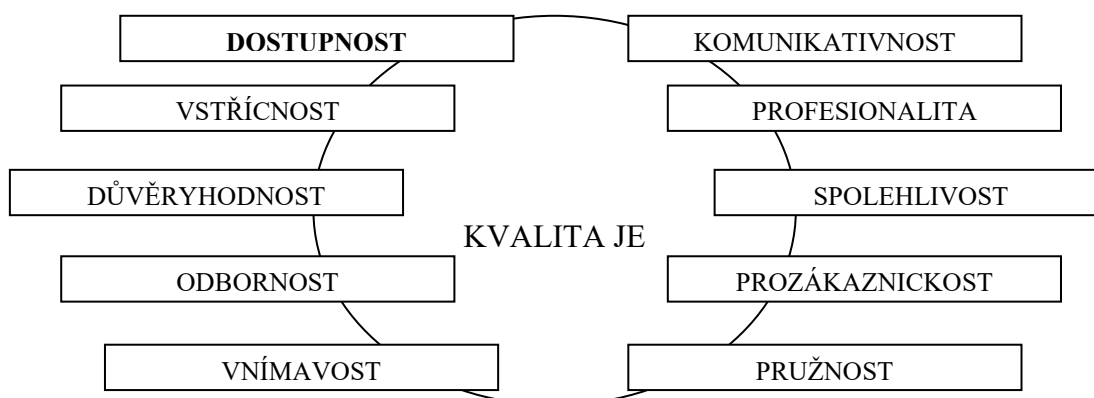 DOSTUPNOST
KOMUNIKATIVNOST
VSTŘÍCNOST
PROFESIONALITA
DŮVĚRYHODNOST
SPOLEHLIVOST
KVALITA JE
ODBORNOST
PROZÁKAZNICKOST
VNÍMAVOST
PRUŽNOST